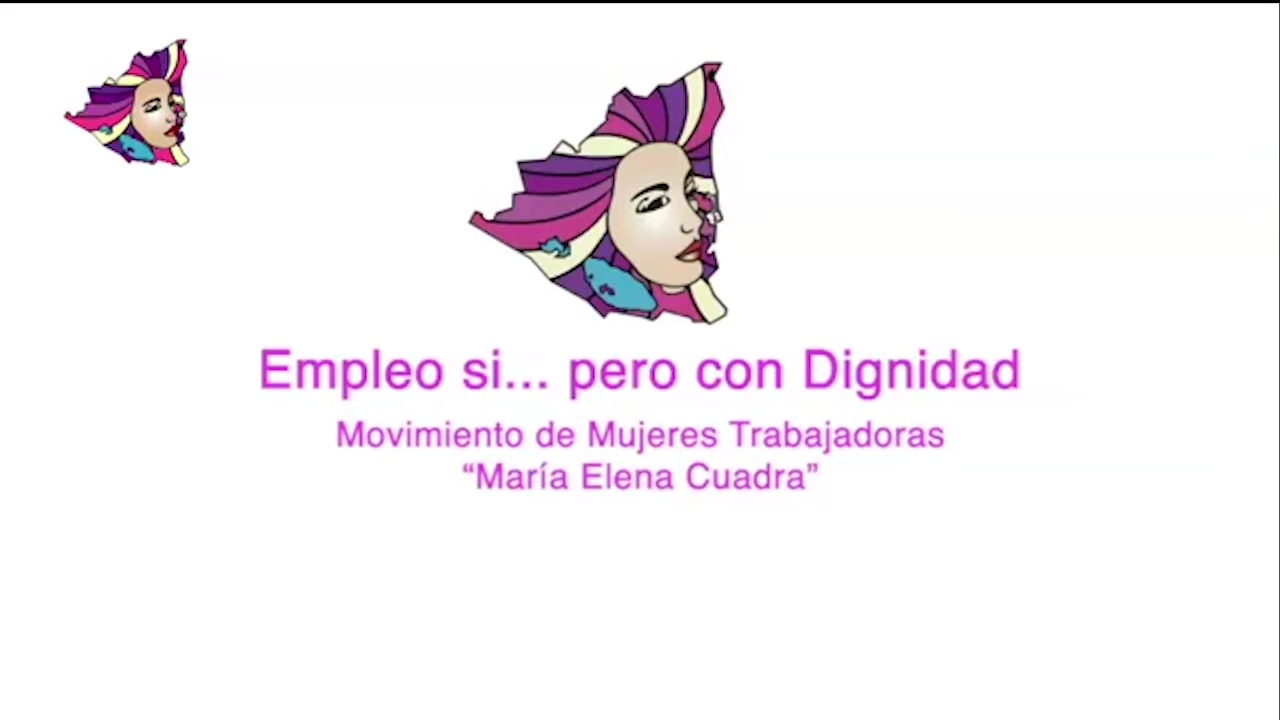 Empleo si... pero con Dignidad
Movimiento de Mujeres Trabajadoras
“María Elena Cuadra”